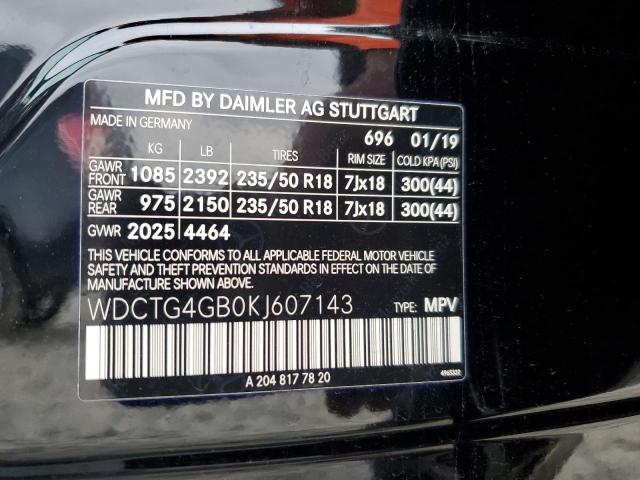 MFD BY DAIMLER AG STUTTGART
MADE IN GERMANY 696 01/19
KG LB TIRES RIM SIZE COLD KPA(PSI)
GAWR FRONT 1085 2392 235/50 R18 7Jx18 300(44)
GAWR REAR 975 2150 235/50 R18 7Jx18 300(44)
GVWR 2025 4464
THIS VEHICLE CONFORMS TO ALL APPLICABLE FEDERAL MOTOR VEHICLE
SAFETY AND THEFT PREVENTION STANDARDS IN EFFECT ON THE DATE OF
MANUFACTURE SHOWN ABOVE.
WDCTG4GB0KJ607143 TYPE: MPV
A 204 817 78 20 4965332